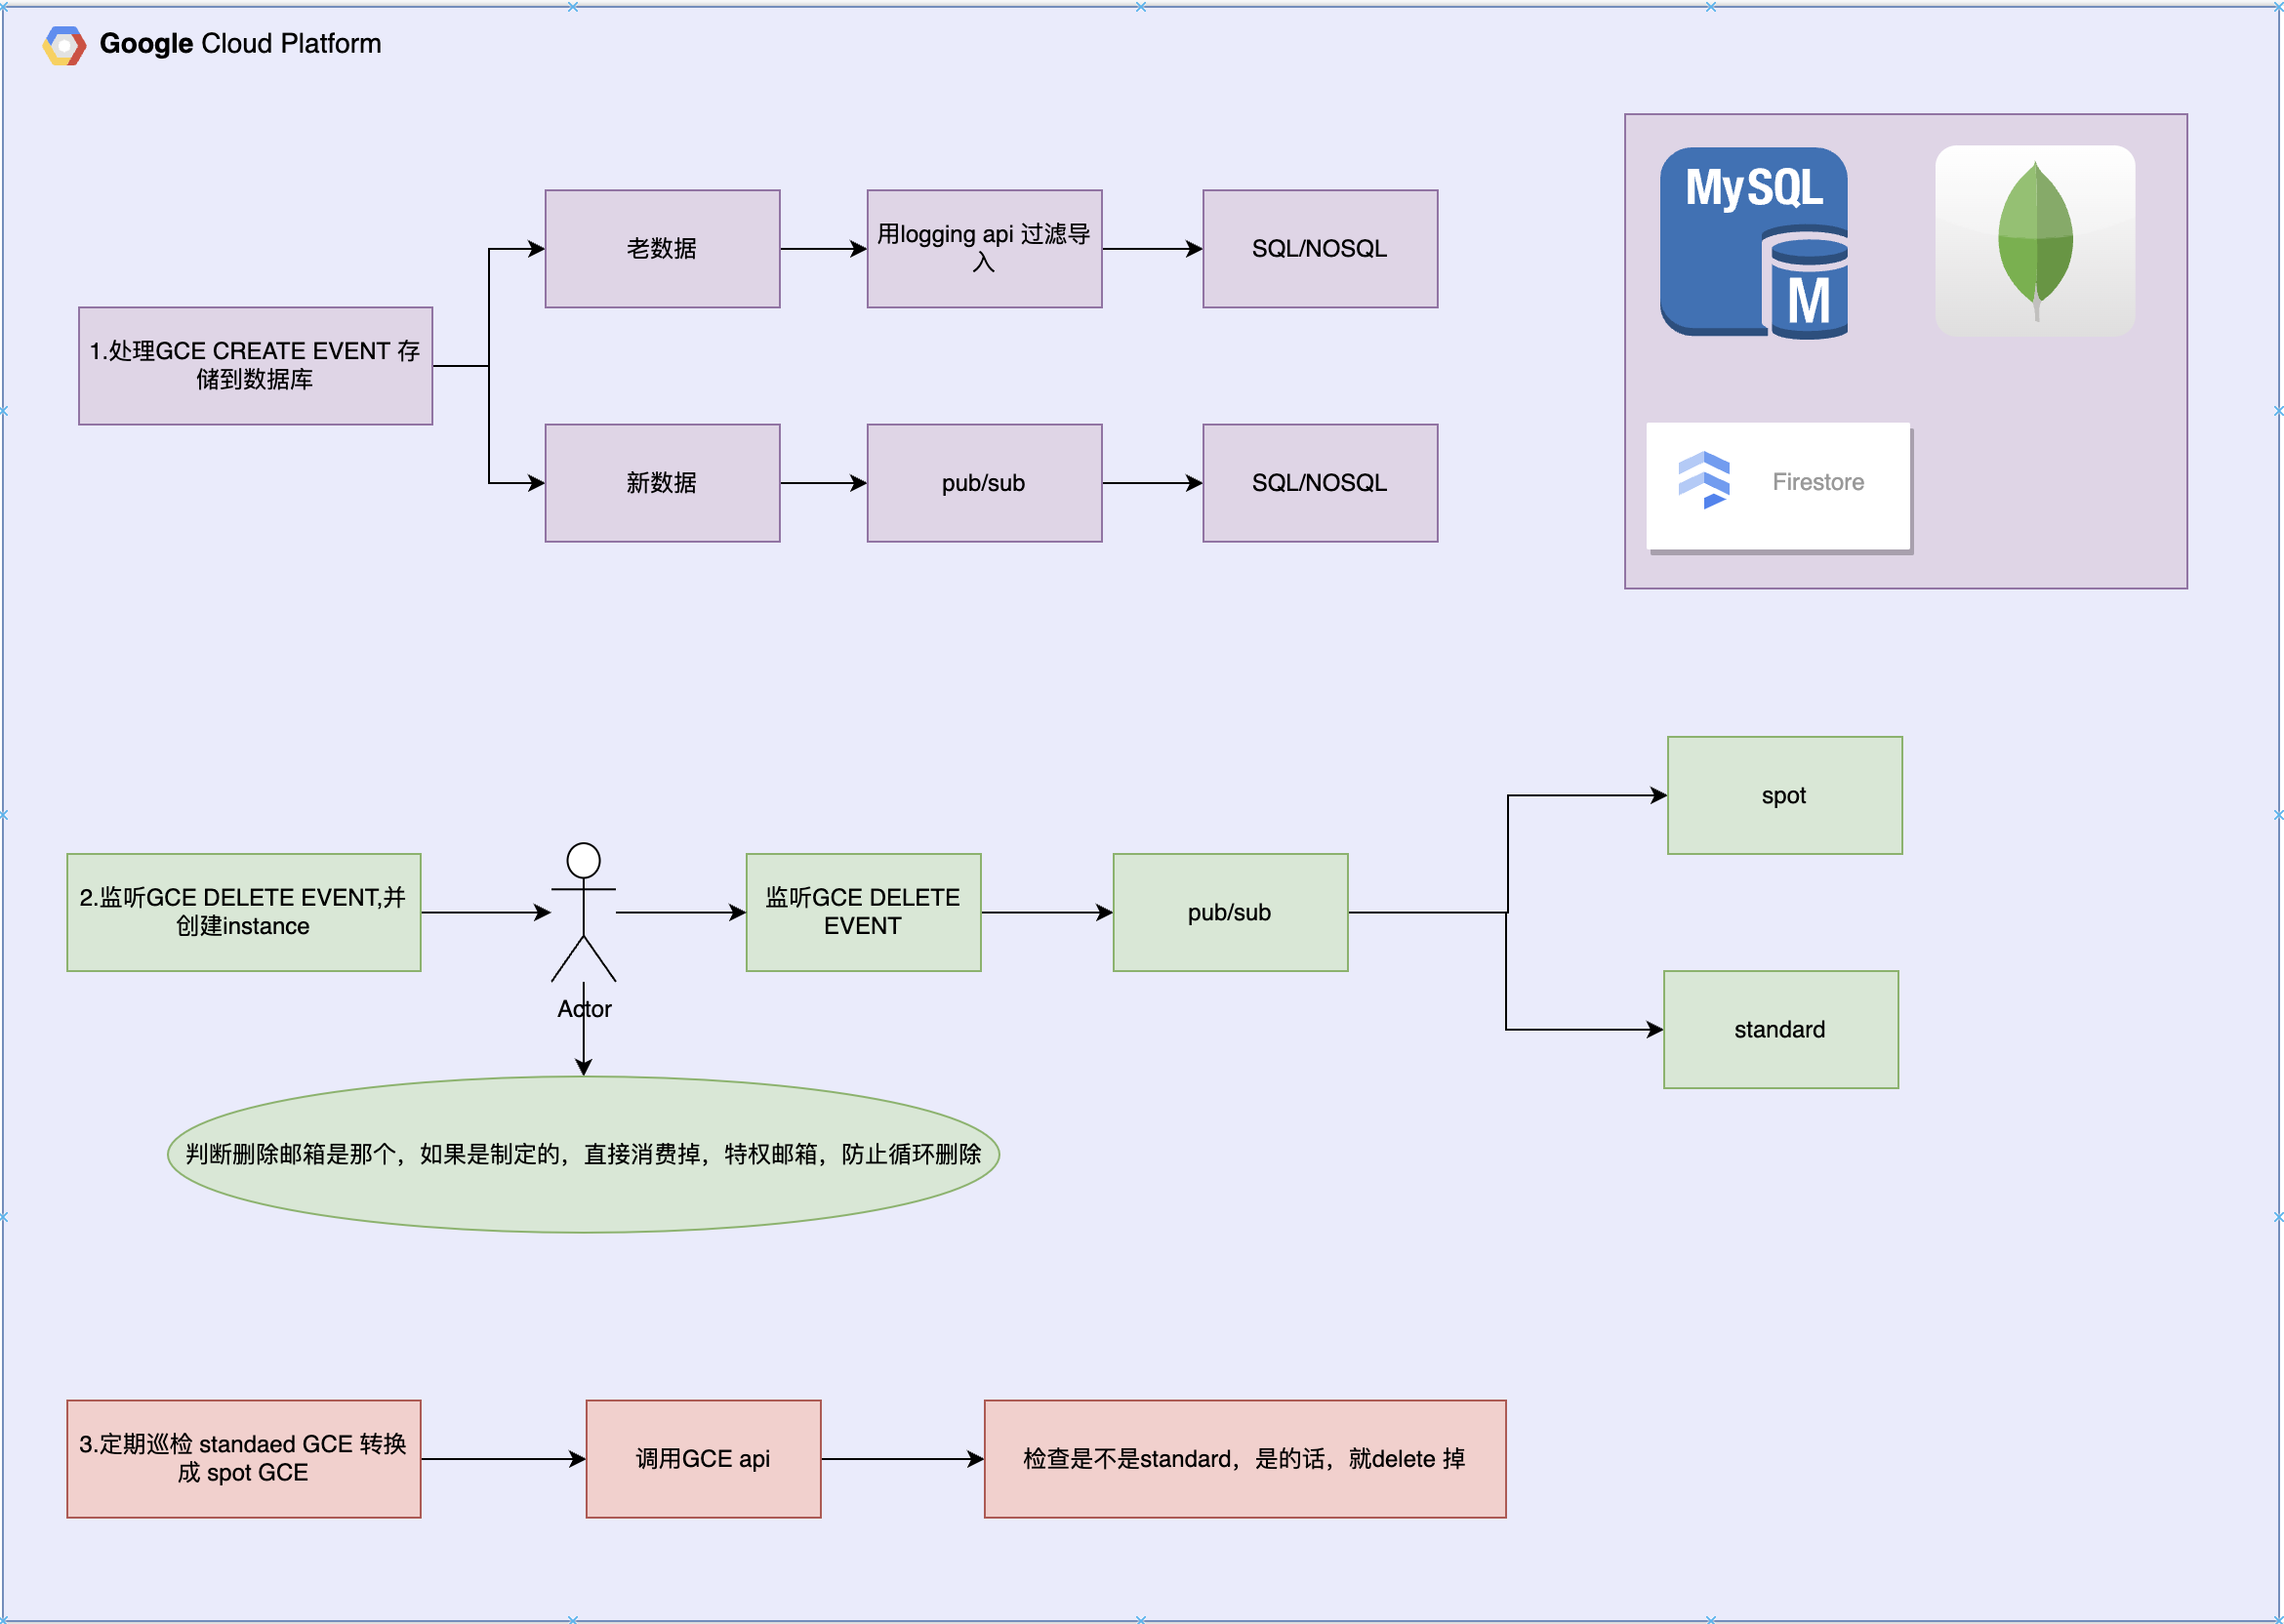 Google Cloud Platform
MySQL
M
老数据
用logging api 过滤导
入
SQL/NOSQL
1.处理GCE CREATE EVENT 存
储到数据库
新数据
pub/sub
SQL/NOSQL
Firestore
spot
2.监听GCE DELETE EVENT,并
创建instance
监听GCE DELETE
EVENT
pub/sub
Actor
standard
判断删除邮箱是那个，如果是制定的，直接消费掉，特权邮箱，防止循环删除
3.定期巡检 standaed GCE 转换
成 spot GCE
调用GCE api
检查是不是standard，是的话，就delete 掉